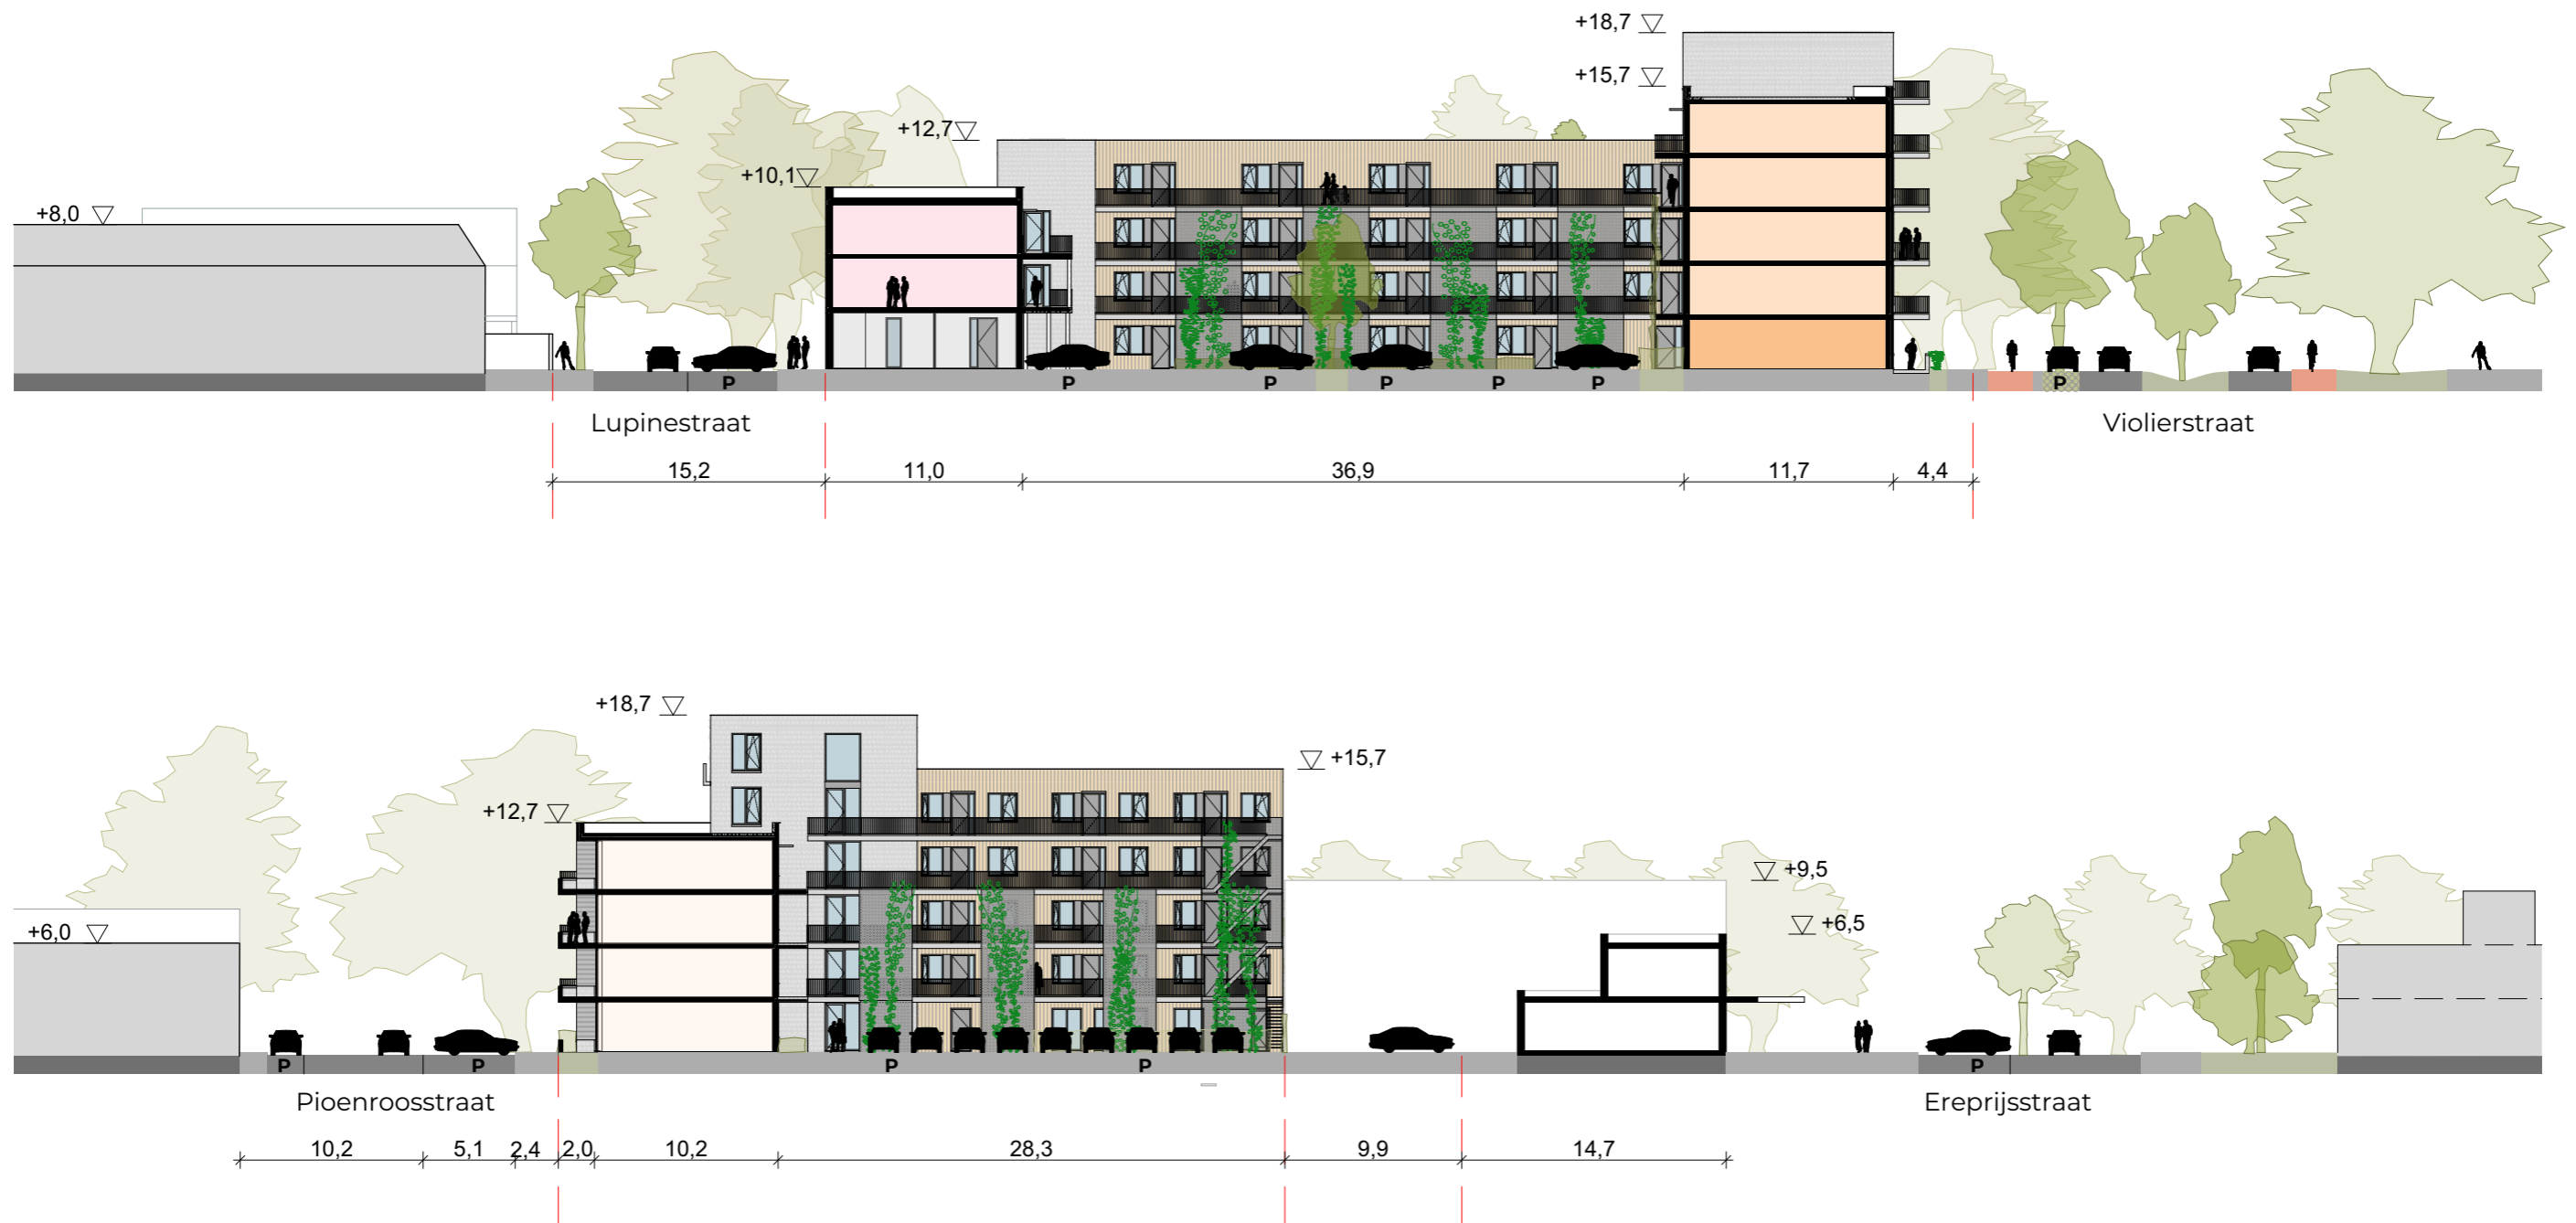 +18,7
+15,7
+12,7
+10,1
+8,0
P P P P P P P
Lupinestraat Violierstraat
15,2 11,0 36,9 11,7 4,4
+18,7
+15,7
+12,7
+9,5
+6,5
+6,0
P P P P P
Pioenroosstraat Ereprijsstraat
10,2 5,1 2,4 2,0 10,2 28,3 9,9 14,7